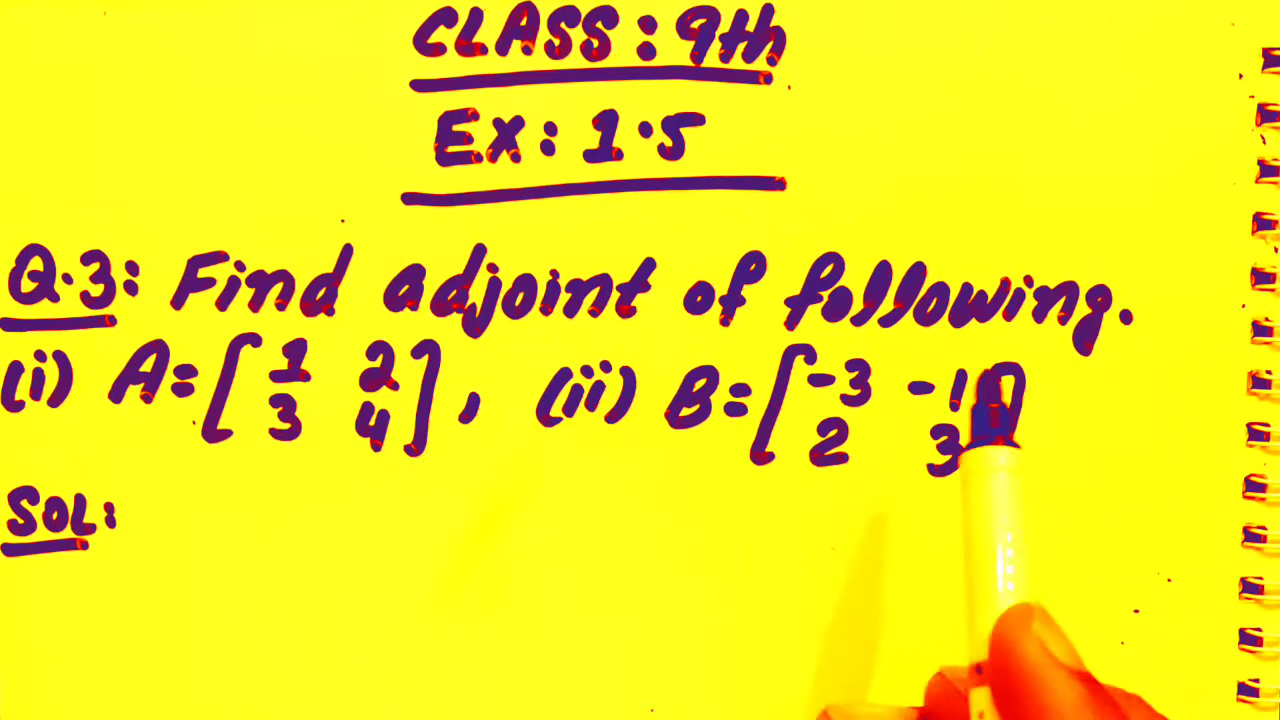 CLASS: 9th
Ex: 1.5
Q.3: Find adjoint of following.
(i) A=[1 2
3 4], (ii) B=[-3 -1
2 3]
SOL: